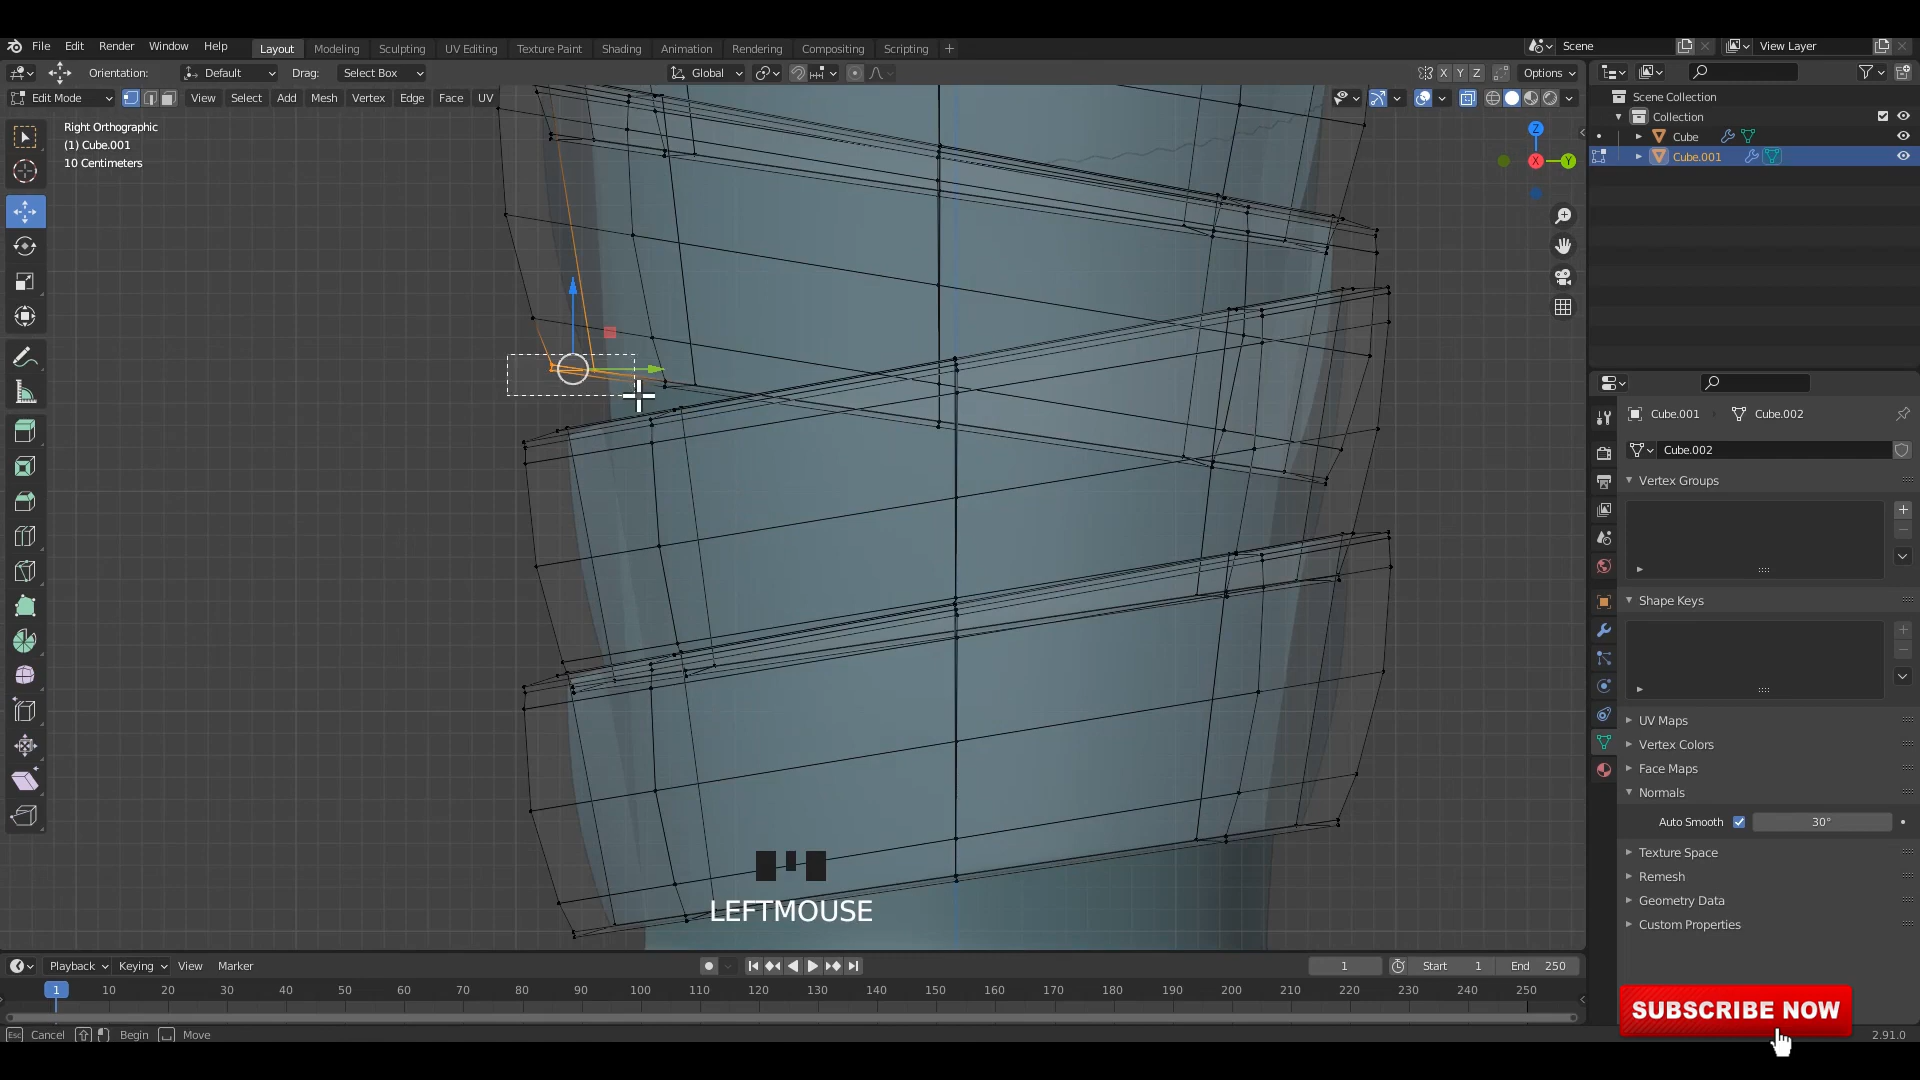 File Edit Render Window Help Layout Modeling Sculpting UV Editing Texture Paint Shading Animation Rendering Compositing Scripting + Scene View Layer
Orientation: Default Drag: Select Box Global X Y Z Options
Edit Mode View Select Add Mesh Vertex Edge Face UV
Right Orthographic
(1) Cube.001
10 Centimeters
Z
X
Y
Scene Collection
Collection
Cube
Cube.001
Cube.001 Cube.002
Cube.002
Vertex Groups
Shape Keys
UV Maps
Vertex Colors
Face Maps
Normals
Auto Smooth 30°
Texture Space
Remesh
Geometry Data
Custom Properties
LEFTMOUSE
Playback Keying View Marker 1 Start 1 End 250
1 10 20 30 40 50 60 70 80 90 100 110 120 130 140 150 160 170 180 190 200 210 220 230 240 250
SUBSCRIBE NOW
Esc Cancel Begin Move 2.91.0